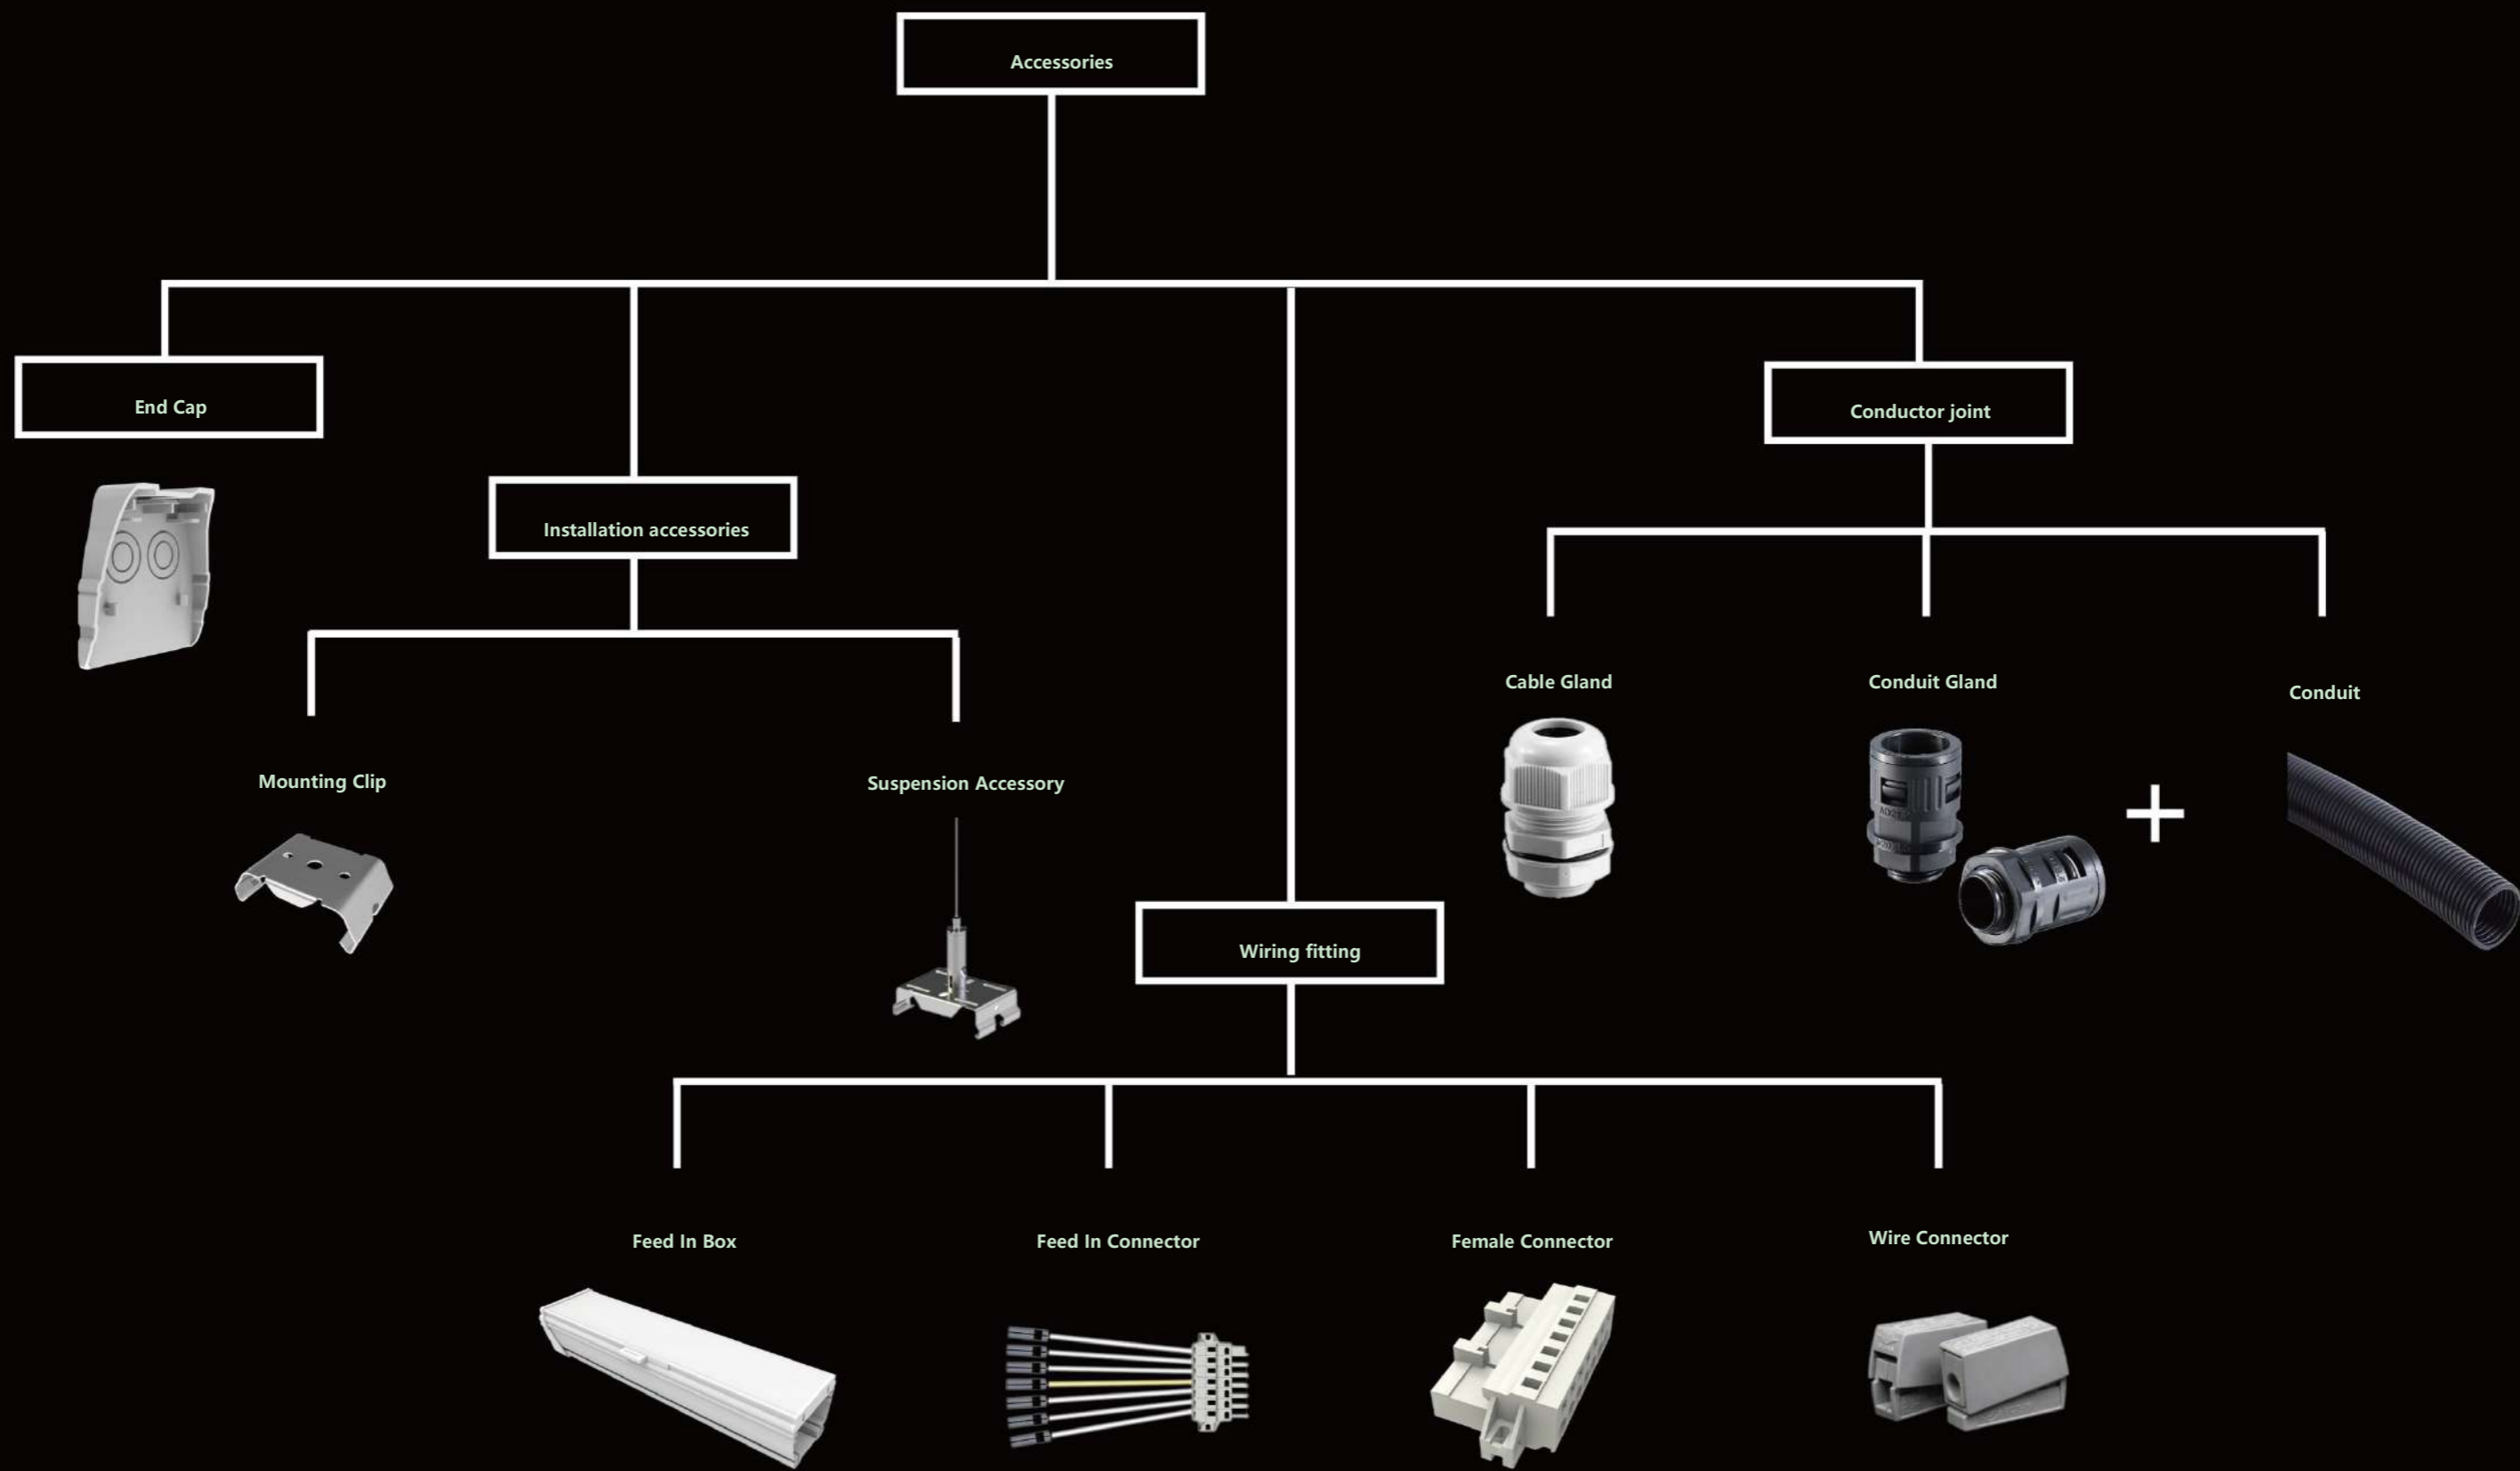 Accessories
End Cap
Conductor joint
Installation accessories
Cable Gland
Conduit Gland
Conduit
Mounting Clip
Suspension Accessory
Wiring fitting
Feed In Box
Feed In Connector
Female Connector
Wire Connector